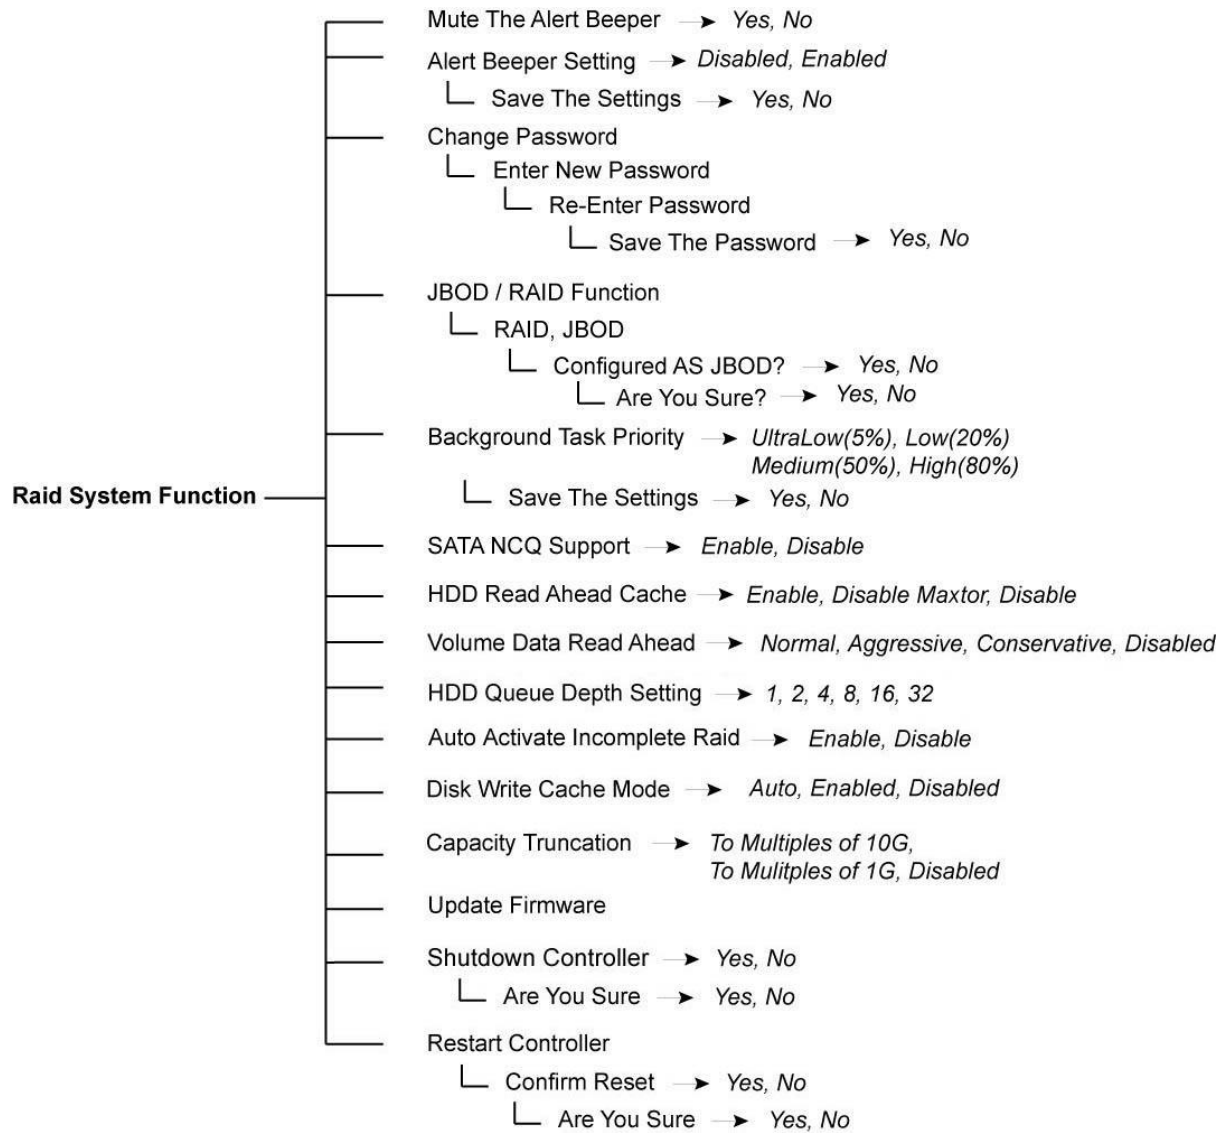 Mute The Alert Beeper Yes, No
Alert Beeper Setting Disabled, Enabled
Save The Settings Yes, No
Change Password
Enter New Password
Re-Enter Password
Save The Password Yes, No
JBOD / RAID Function
RAID, JBOD
Configured AS JBOD? Yes, No
Are You Sure? Yes, No
Background Task Priority UltraLow(5%), Low(20%)
Medium(50%), High(80%)
Raid System Function
Save The Settings Yes, No
SATA NCQ Support Enable, Disable
HDD Read Ahead Cache Enable, Disable Maxtor, Disable
Volume Data Read Ahead Normal, Aggressive, Conservative, Disabled
HDD Queue Depth Setting 1, 2, 4, 8, 16, 32
Auto Activate Incomplete Raid Enable, Disable
Disk Write Cache Mode Auto, Enabled, Disabled
Capacity Truncation To Multiples of 10G,
To Mulitples of 1G, Disabled
Update Firmware
Shutdown Controller Yes, No
Are You Sure Yes, No
Restart Controller
Confirm Reset Yes, No
Are You Sure Yes, No